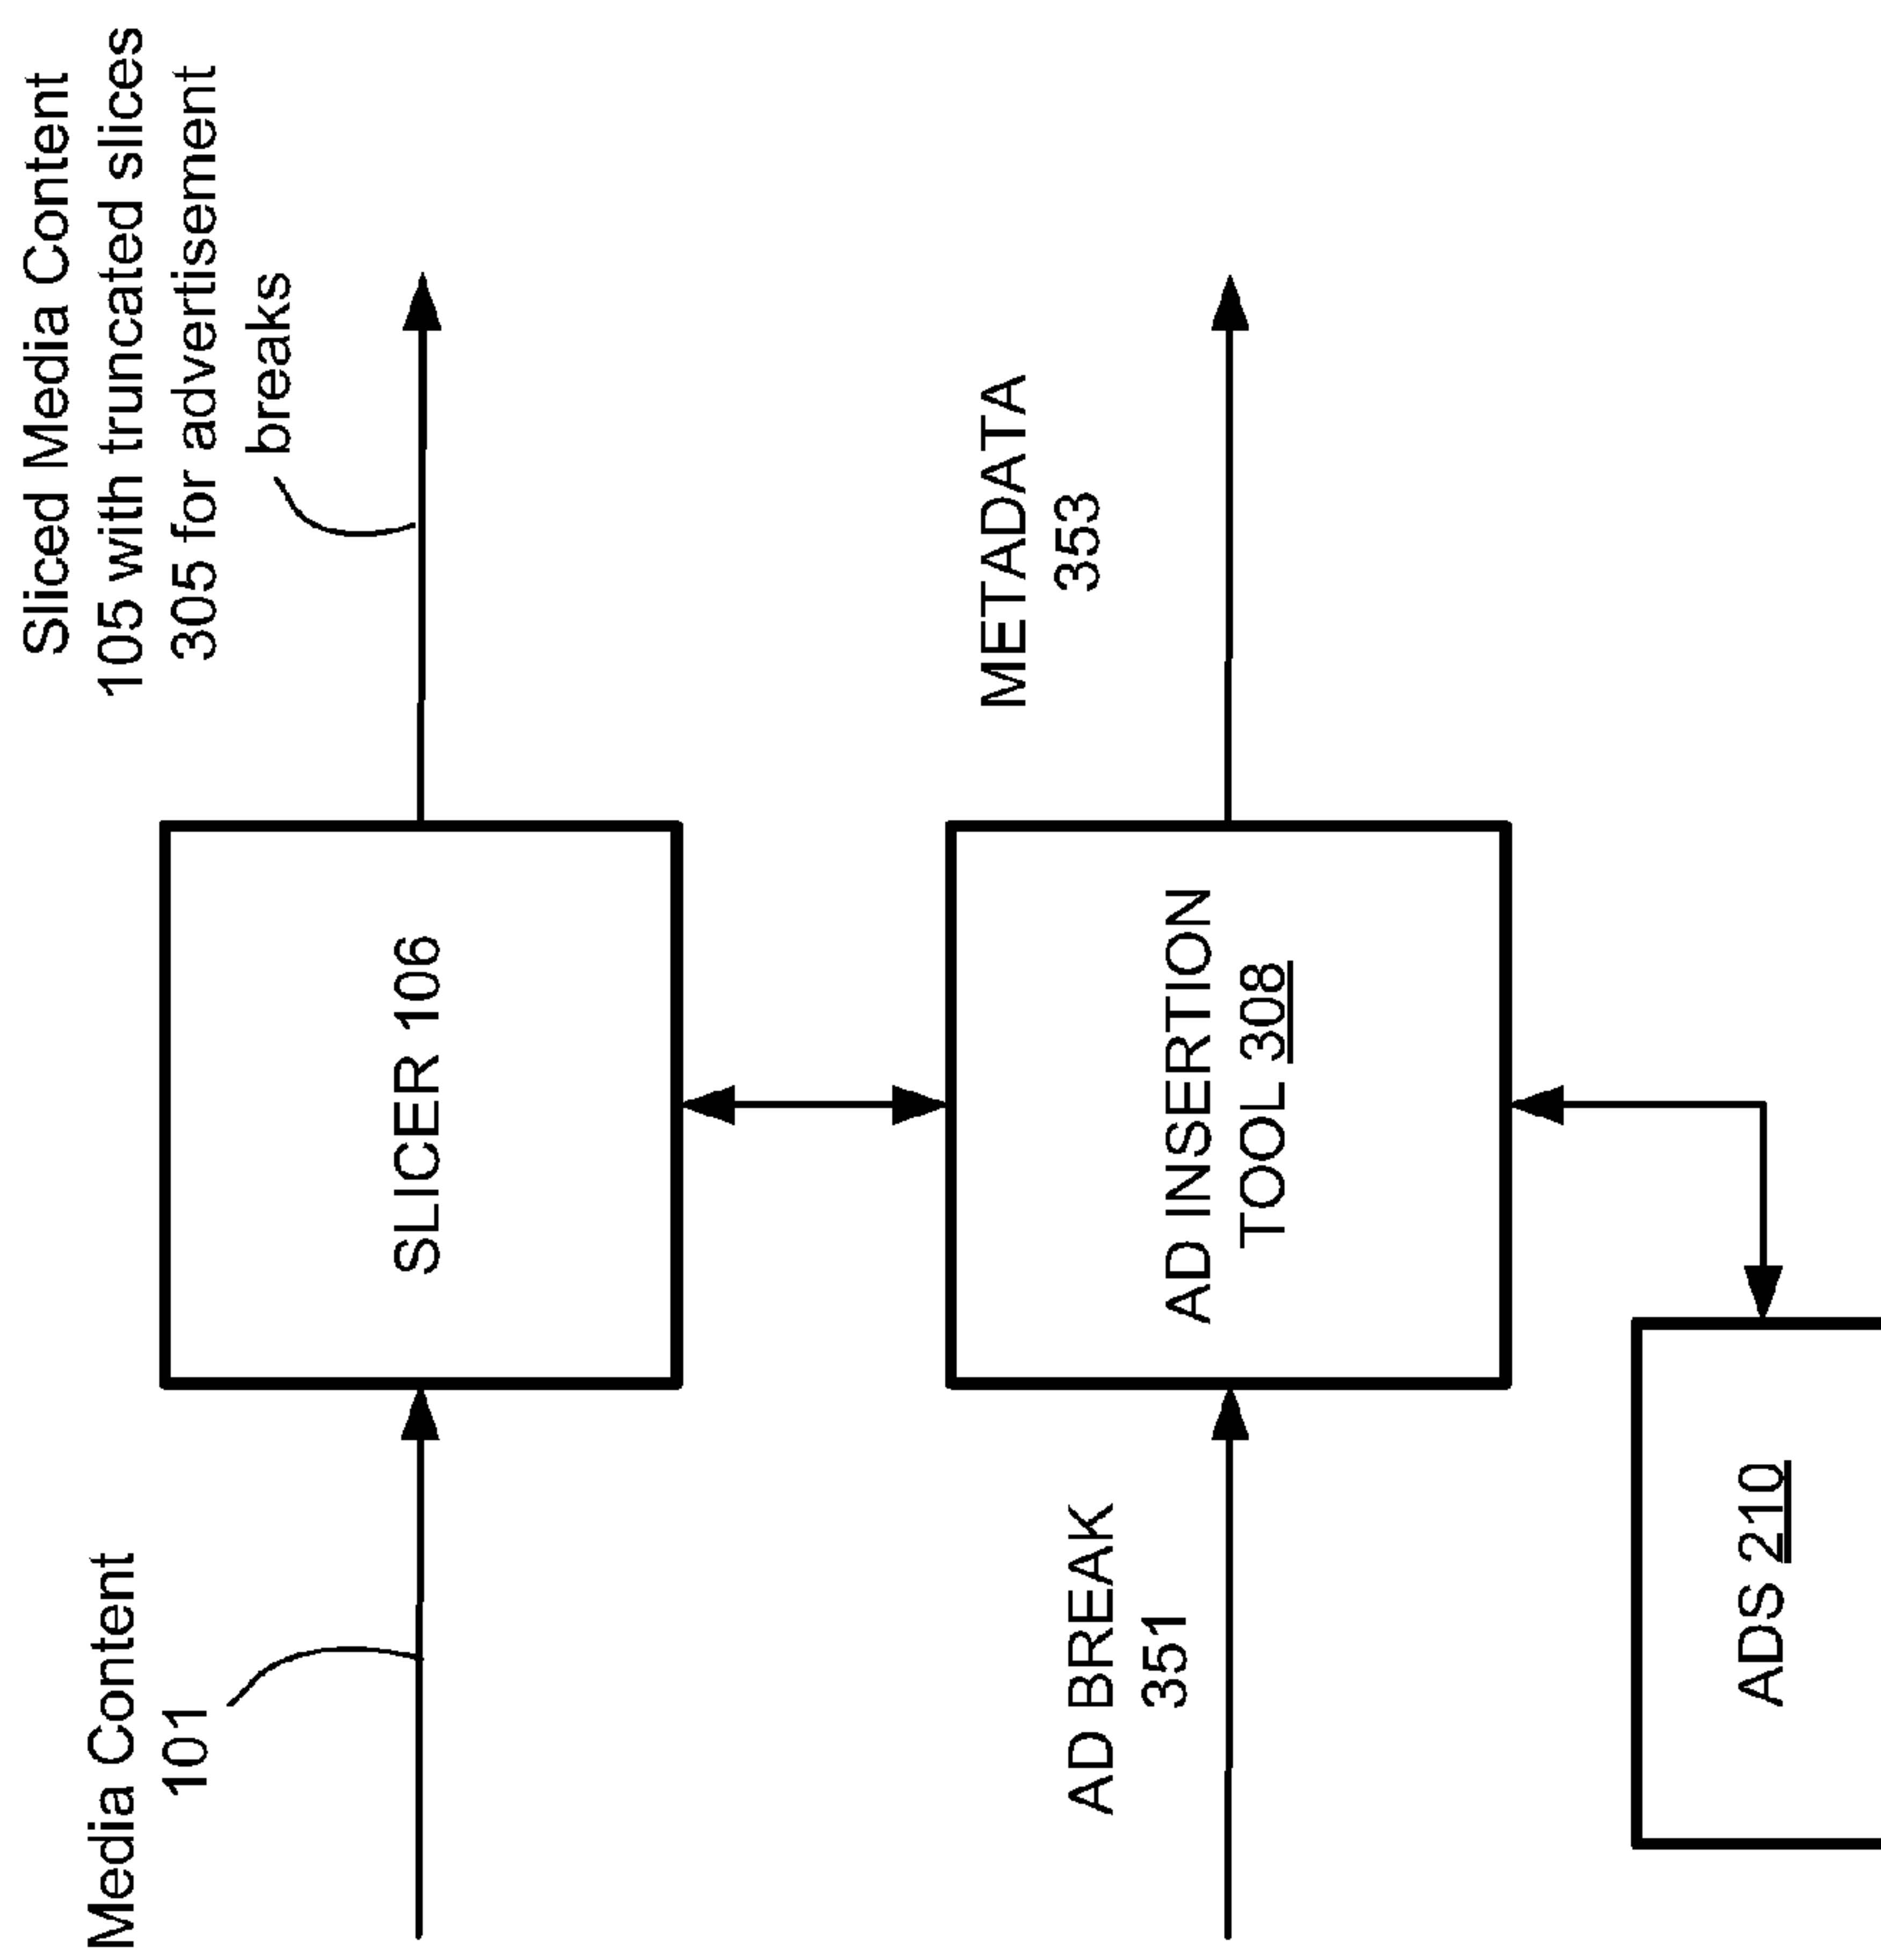 Media Content
101
SLICER 106
Sliced Media Content
105 with truncated slices
305 for advertisement
breaks
AD BREAK
351
AD INSERTION
TOOL 308
METADATA
353
ADS 210